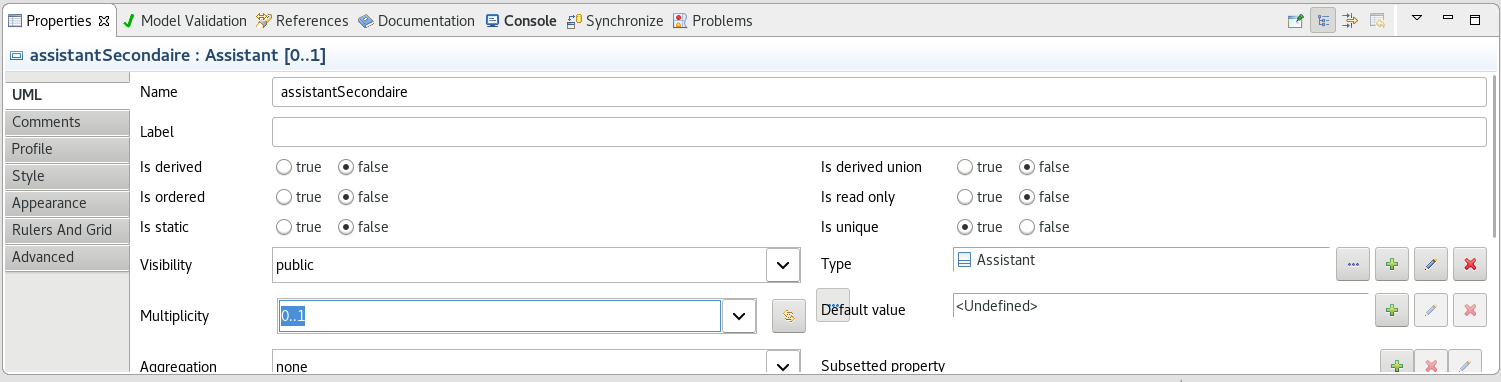 Properties Model Validation References Documentation Console Synchronize Problems
assistantSecondaire : Assistant [0..1]
UML
Comments
Profile
Style
Appearance
Rulers And Grid
Advanced
Name assistantSecondaire
Label
Is derived true false Is derived union true false
Is ordered true false Is read only true false
Is static true false Is unique true false
Visibility public Type Assistant
Multiplicity 0..1 Default value <Undefined>
Aggregation none Subsetted property